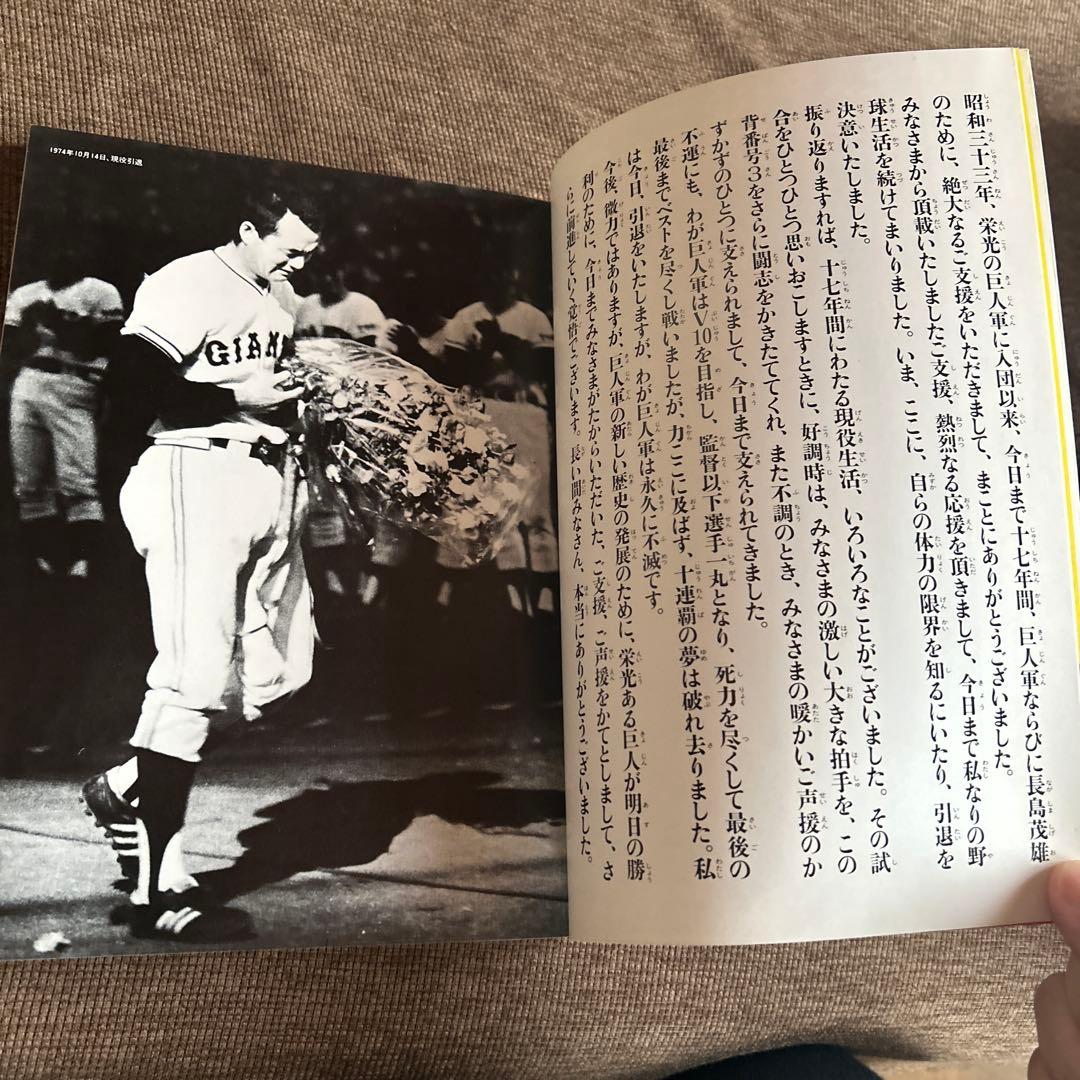 1974年10月14日、現役引退
GIAN
昭和三十三年、栄光の巨人軍に入団以来、今日まで十七年間、巨人軍ならびに長島茂雄
のために、絶大なるご支援をいただきまして、まことにありがとうございました。
みなさまから頂載いたしましたご支援、熱烈なる応援を頂きまして、今日まで私なりの野
球生活を続けてまいりました。いま、ここに、自らの体力の限界を知るにいたり、引退を
決意いたしました。
振り返りますれば、十七年間にわたる現役生活、いろいろなことがございました。その試
合をひとつひとつ思いおこしますときに、好調時は、みなさまの激しい大きな拍手を、この
背番号3をさらに闘志をかきたててくれ、また不調のとき、みなさまの暖かいご声援のか
ずかずのひとつに支えられまして、今日まで支えられてきました。
不運にも、わが巨人軍はV10を目指し、監督以下選手一丸となり、死力を尽くして最後の
最後まで、ベストを尽くし戦いましたが、力ここに及ばず、十連覇の夢は破れ去りました。私
は今日、引退をいたしますが、わが巨人軍は永久に不滅です。
今後、微力ではありますが、巨人軍の新しい歴史の発展のために、栄光ある巨人が明日の勝
利のために、今日までみなさまがたからいただいた、ご支援、ご声援をかてとしまして、さ
らに前進していく覚悟でございます。長い間みなさん、本当にありがとうございました。